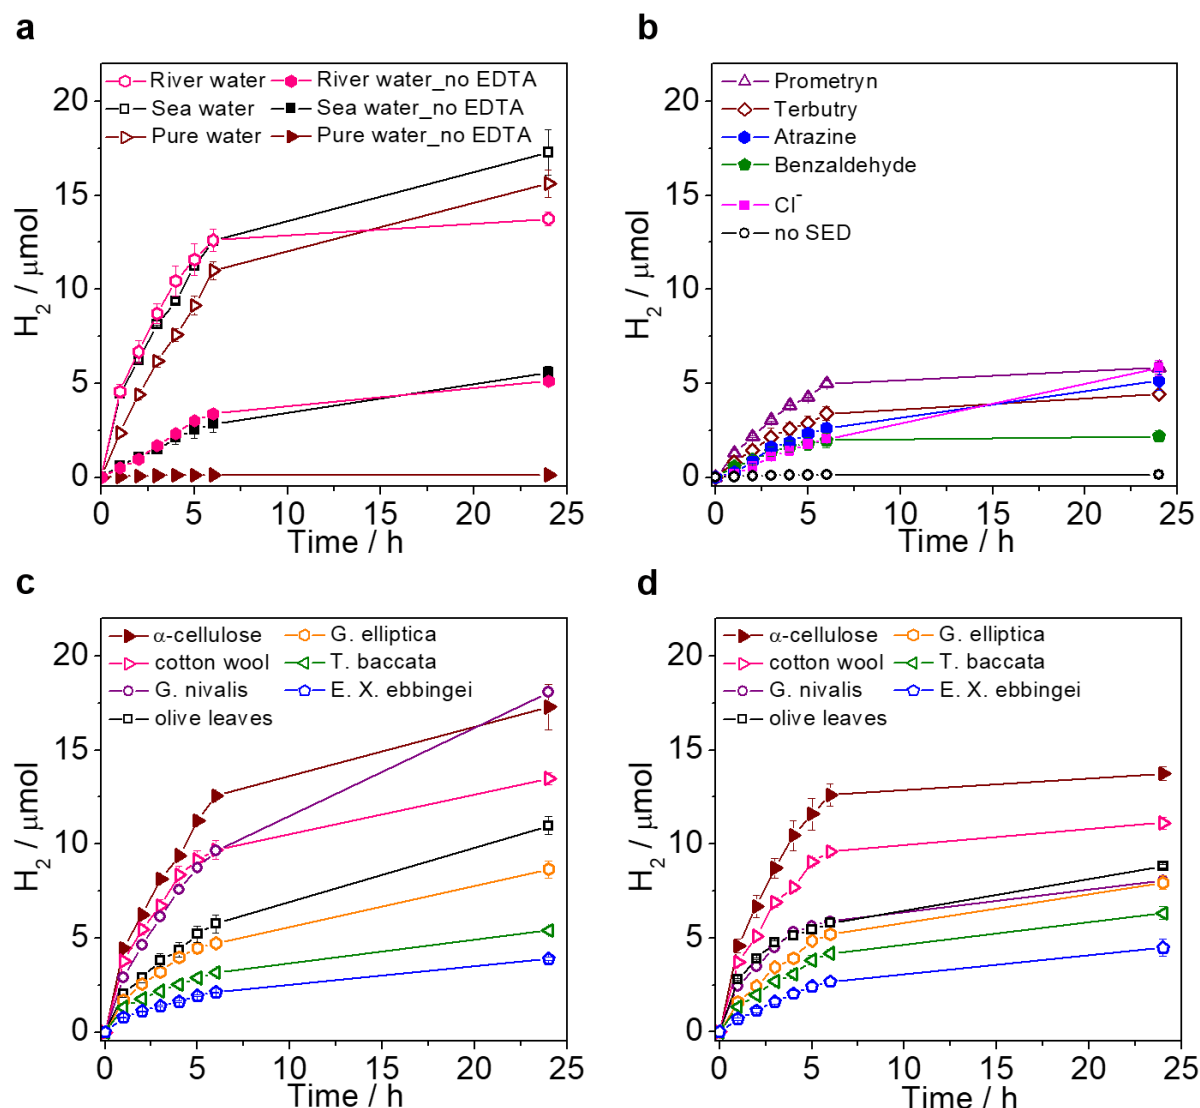 a
River water River water_no EDTA
Sea water Sea water_no EDTA
Pure water Pure water_no EDTA
20
15
10
5
0
H2 / μmol
0 5 10 15 20 25
Time / h
b
Prometryn
Terbutry
Atrazine
Benzaldehyde
Cl-
no SED
20
15
10
5
0
H2 / μmol
0 5 10 15 20 25
Time / h
c
α-cellulose G. elliptica
cotton wool T. baccata
G. nivalis E. X. ebbingei
olive leaves
20
15
10
5
0
H2 / μmol
0 5 10 15 20 25
Time / h
d
α-cellulose G. elliptica
cotton wool T. baccata
G. nivalis E. X. ebbingei
olive leaves
20
15
10
5
0
H2 / μmol
0 5 10 15 20 25
Time / h